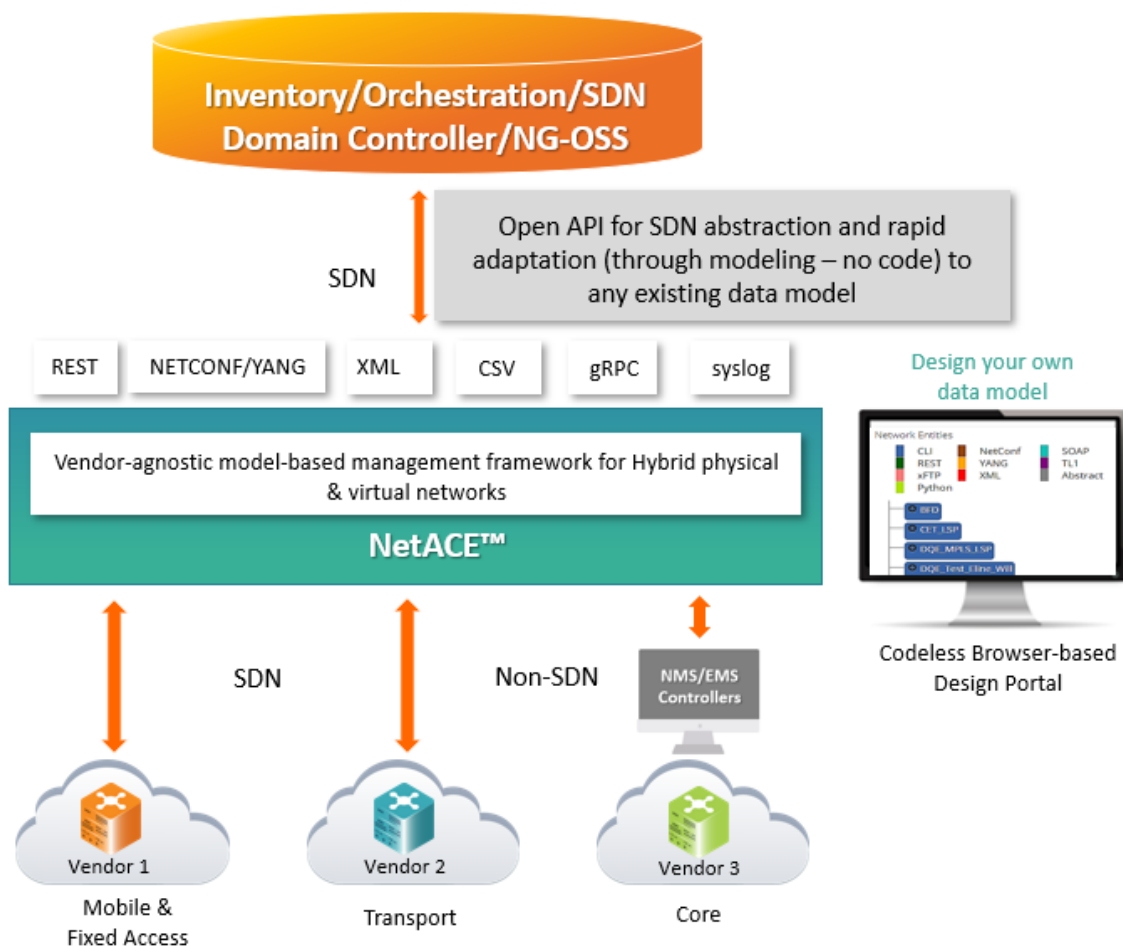 Inventory/Orchestration/SDN
Domain Controller/NG-OSS
Open API for SDN abstraction and rapid
adaptation (through modeling – no code) to
any existing data model
SDN
REST
NETCONF/YANG
XML
CSV
gRPC
syslog
Design your own
data model
Vendor-agnostic model-based management framework for Hybrid physical
& virtual networks
NetACE™
Network Entities
CLI
NetConf
SOAP
REST
YANG
TL1
xFTP
XML
Abstract
Python
BFD
CET_LSP
DQE_MPLS_LSP
DQE_Test_Eline_Will
Codeless Browser-based
Design Portal
SDN
Non-SDN
NMS/EMS
Controllers
Vendor 1
Vendor 2
Vendor 3
Mobile &
Fixed Access
Transport
Core